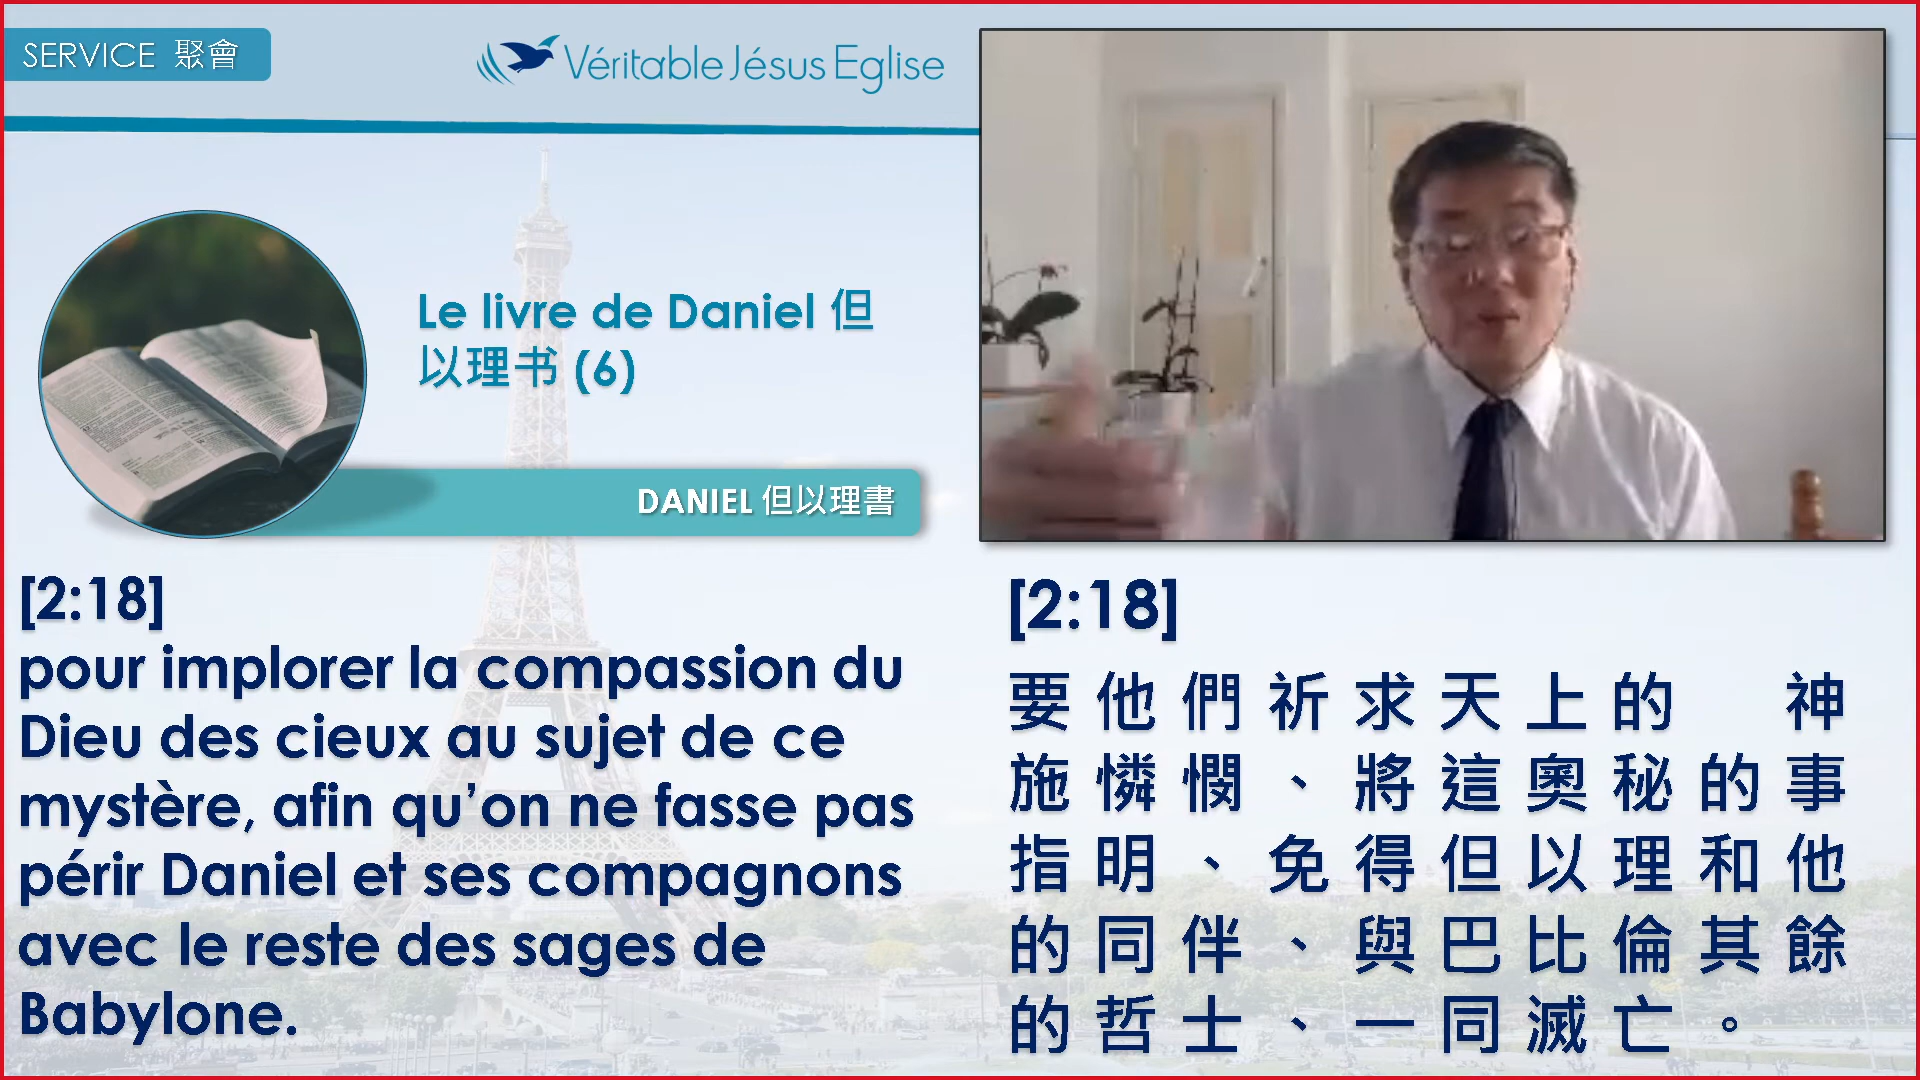 SERVICE 聚會
Véritable Jésus Eglise
Le livre de Daniel 但
以理书 (6)
DANIEL 但以理書
[2:18]
pour implorer la compassion du
Dieu des cieux au sujet de ce
mystère, afin qu’on ne fasse pas
périr Daniel et ses compagnons
avec le reste des sages de
Babylone.
[2:18]
要他們祈求天上的　神
施憐憫、將這奧秘的事
指明、免得但以理和他
的同伴、與巴比倫其餘
的哲士、一同滅亡。